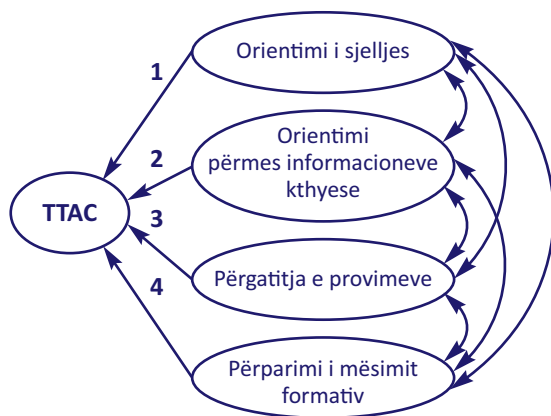 1
Orientimi i sjelljes
2
Orientimi
përmes informacioneve
kthyese
TTAC
3
Përgatitja e provimeve
4
Përparimi i mësimit
formativ